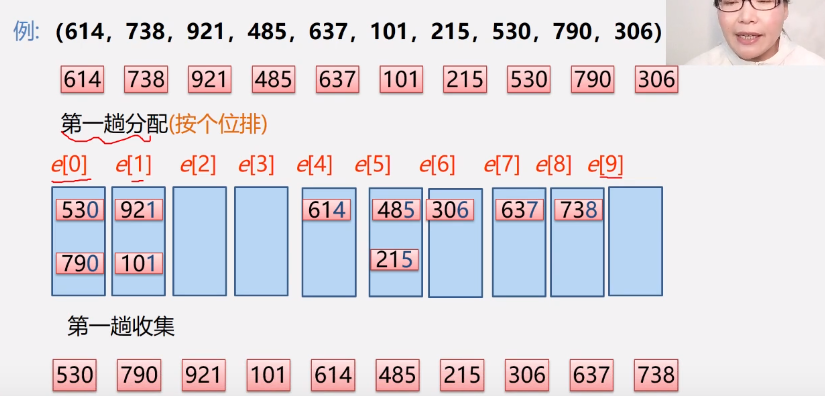 例: (614, 738, 921, 485, 637, 101, 215, 530, 790, 306)
614 738 921 485 637 101 215 530 790 306
第一趟分配(按个位排)
e[0] e[1] e[2] e[3] e[4] e[5] e[6] e[7] e[8] e[9]
530 921 614 485 306 637 738
790 101 215
第一趟收集
530 790 921 101 614 485 215 306 637 738